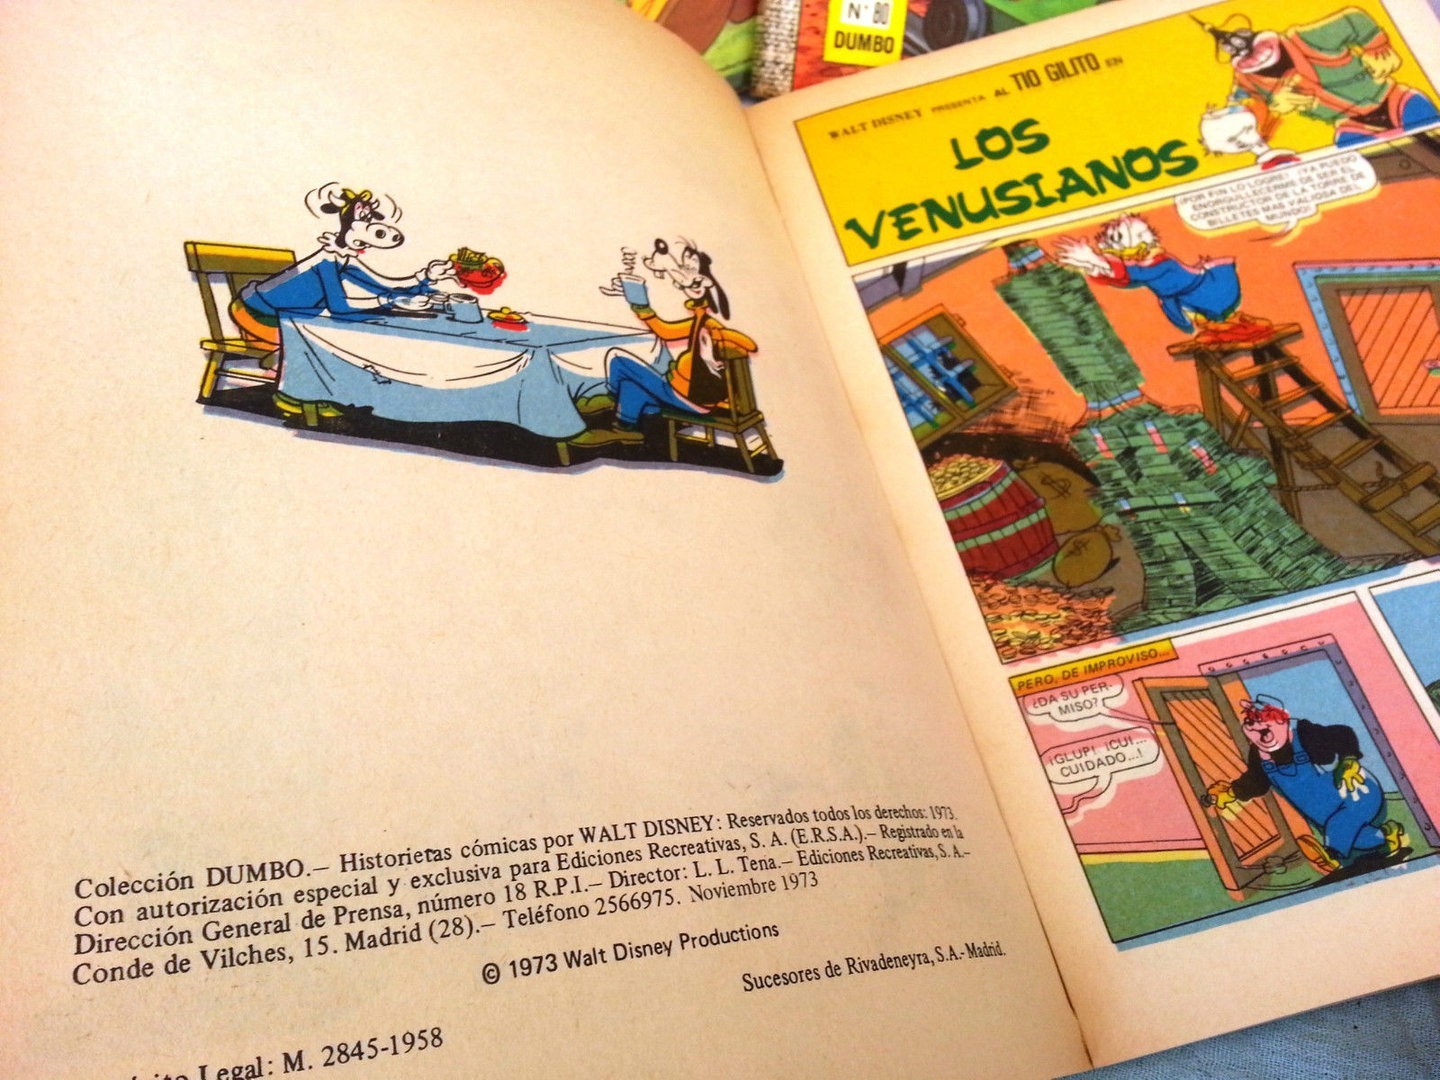 Nº 80
DUMBO
Colección DUMBO.— Historietas cómicas por WALT DISNEY: Reservados todos los derechos: 1973.
Con autorización especial y exclusiva para Ediciones Recreativas, S. A. (E.R.S.A.).— Registrado en la
Dirección General de Prensa, número 18 R.P.I.— Director: L. L. Tena.— Ediciones Recreativas, S. A.—
Conde de Vilches, 15. Madrid (28).— Teléfono 2566975. Noviembre 1973
© 1973 Walt Disney Productions
Sucesores de Rivadeneyra, S.A.-Madrid.
Legal: M. 2845-1958
WALT DISNEY PRESENTA AL TIO GILITO EN
LOS
VENUSIANOS
¡POR FIN LO LOGRE! ¡YA PUEDO
ENORGULLECERME DE SER EL
CONSTRUCTOR DE LA TORRE DE
BILLETES MAS VALIOSA DEL
MUNDO!
PERO, DE IMPROVISO...
¿DA SU PER-
MISO?
¡GLUP! ¡CUI...
CUIDADO...!